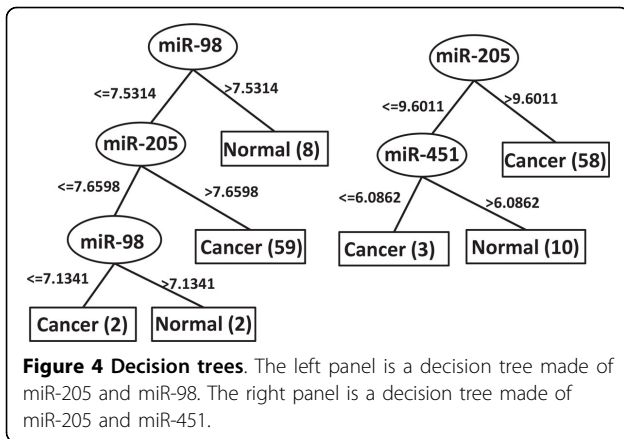 miR-98
<=7.5314
>7.5314
miR-205
Normal (8)
<=7.6598
>7.6598
miR-98
Cancer (59)
<=7.1341
>7.1341
Cancer (2)
Normal (2)
miR-205
<=9.6011
>9.6011
miR-451
Cancer (58)
<=6.0862
>6.0862
Cancer (3)
Normal (10)
Figure 4 Decision trees. The left panel is a decision tree made of
miR-205 and miR-98. The right panel is a decision tree made of
miR-205 and miR-451.